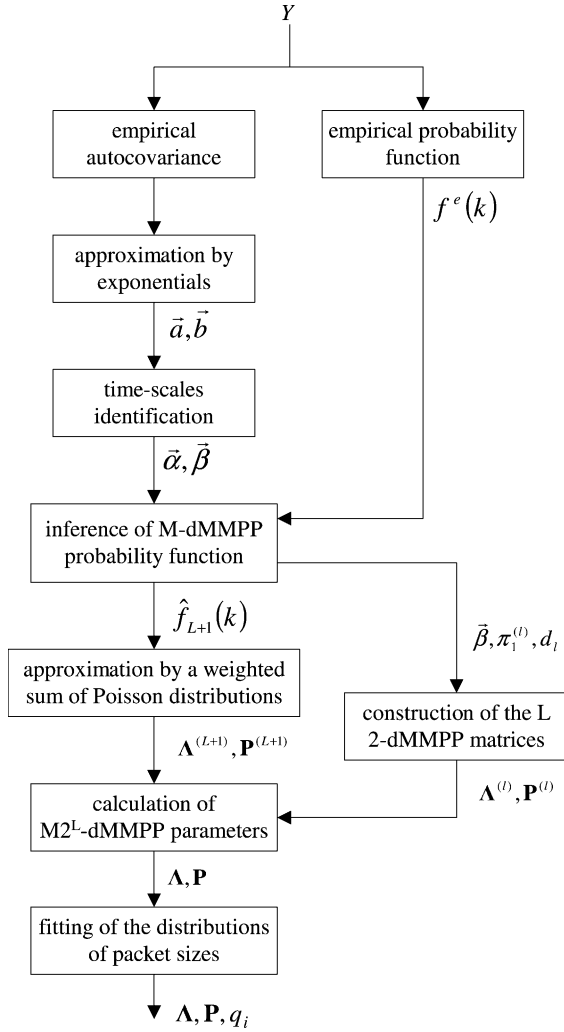 Y
empirical
autocovariance
empirical probability
function
f^e(k)
approximation by
exponentials
a⃗, b⃗
time-scales
identification
α⃗, β⃗
inference of M-dMMPP
probability function
f̂_{L+1}(k)
β⃗, π₁^{(l)}, d_l
approximation by a weighted
sum of Poisson distributions
construction of the L
2-dMMPP matrices
Λ^{(L+1)}, P^{(L+1)}
Λ^{(l)}, P^{(l)}
calculation of
M2^L-dMMPP parameters
Λ, P
fitting of the distributions
of packet sizes
Λ, P, q_i